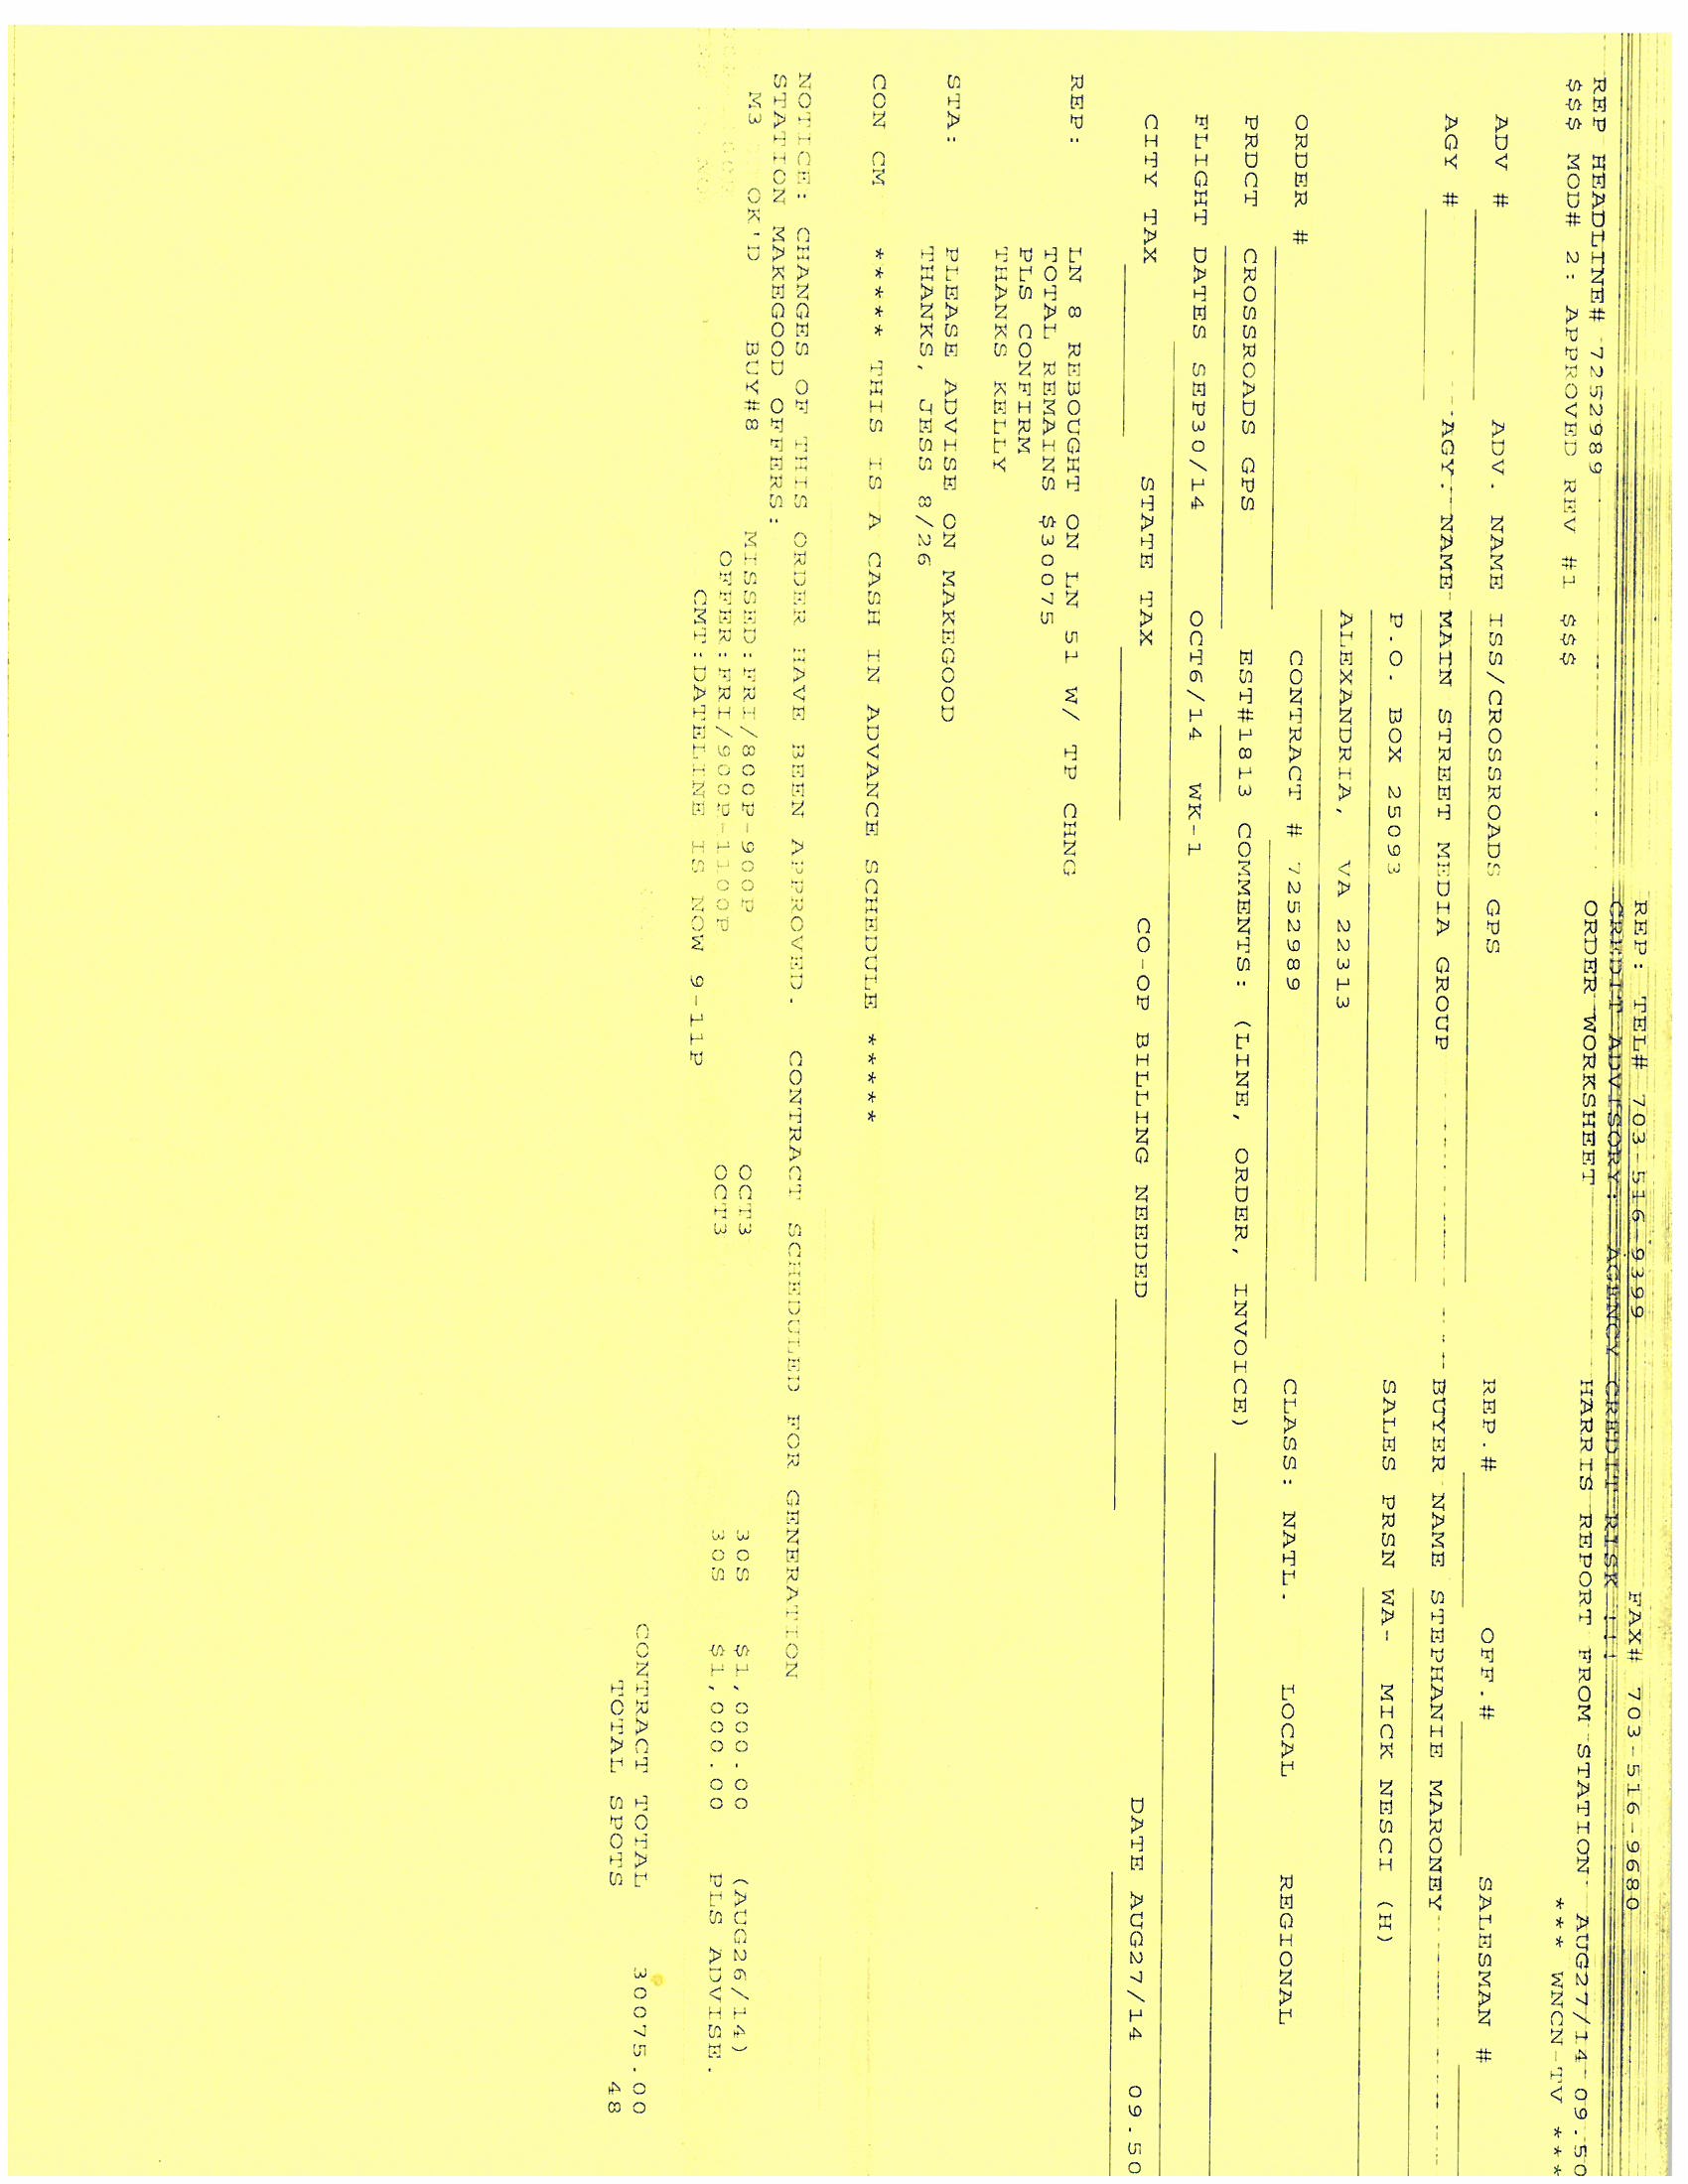 REP: TEL# 703-516-9399 FAX# 703-516-9680
CREDIT ADVISORY: AGENCY CREDIT RISK !!!
REP HEADLINE# 7252989 ORDER WORKSHEET HARRIS REPORT FROM STATION AUG27/14 09.50
$$$ MOD# 2: APPROVED REV #1 $$$ *** WNCN-TV ***
ADV # ADV. NAME ISS/CROSSROADS GPS REP.# OFF.# SALESMAN #
AGY # AGY. NAME MAIN STREET MEDIA GROUP BUYER NAME STEPHANIE MARONEY
P.O. BOX 25093 SALES PRSN WA- MICK NESCI (H)
ALEXANDRIA, VA 22313
ORDER # CONTRACT # 7252989 CLASS: NATL. LOCAL REGIONAL
PRDCT CROSSROADS GPS EST#1813 COMMENTS: (LINE, ORDER, INVOICE)
FLIGHT DATES SEP30/14 OCT6/14 WK-1
CITY TAX STATE TAX CO-OP BILLING NEEDED DATE AUG27/14 09.50
REP: LN 8 REBOUGHT ON LN 51 W/ TP CHNG
TOTAL REMAINS $30075
PLS CONFIRM
THANKS KELLY
STA: PLEASE ADVISE ON MAKEGOOD
THANKS, JESS 8/26
CON CM ***** THIS IS A CASH IN ADVANCE SCHEDULE *****
NOTICE: CHANGES OF THIS ORDER HAVE BEEN APPROVED. CONTRACT SCHEDULED FOR GENERATION
STATION MAKEGOOD OFFERS:
M3 OK'D BUY#8 MISSED:FRI/800P-900P OCT3 30S $1,000.00 (AUG26/14)
OFFER:FRI/900P-1100P OCT3 30S $1,000.00 PLS ADVISE.
CMT:DATELINE IS NOW 9-11P
CONTRACT TOTAL 30075.00
TOTAL SPOTS 48